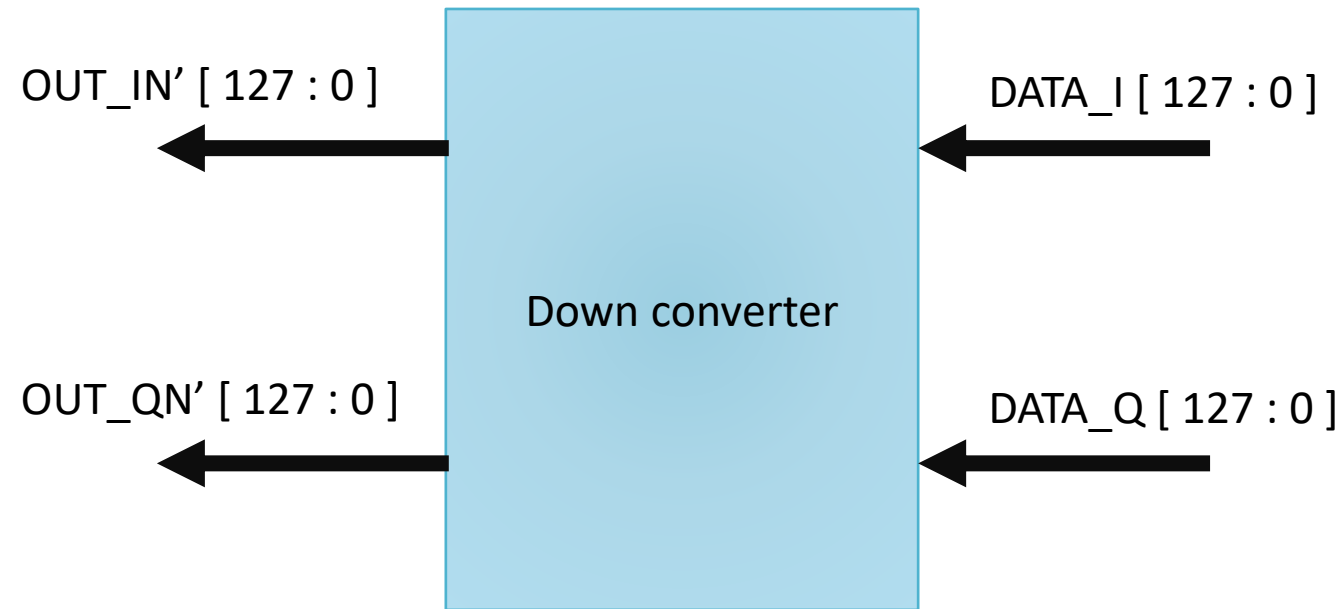 OUT_IN’ [ 127 : 0 ]
DATA_I [ 127 : 0 ]
Down converter
OUT_QN’ [ 127 : 0 ]
DATA_Q [ 127 : 0 ]